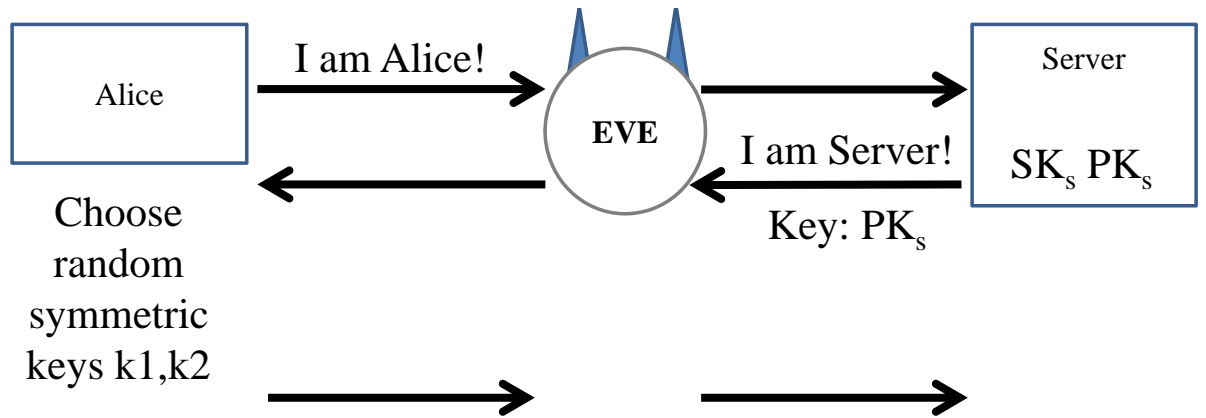 I am Alice!
Alice
EVE
Server
I am Server!
SKₛ PKₛ
Key: PKₛ
Choose
random
symmetric
keys k1,k2